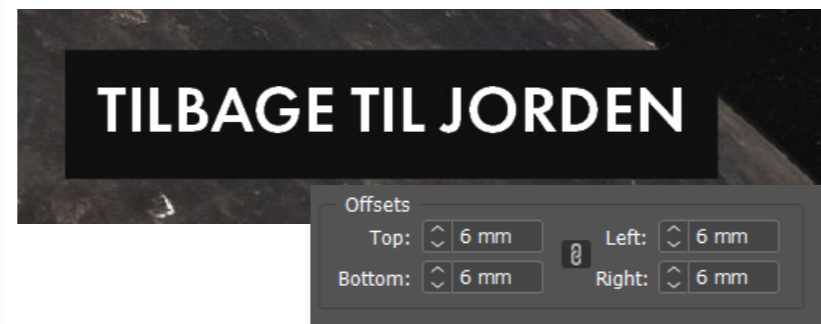 TILBAGE TIL JORDEN
Offsets
Top: 6 mm Left: 6 mm
Bottom: 6 mm Right: 6 mm